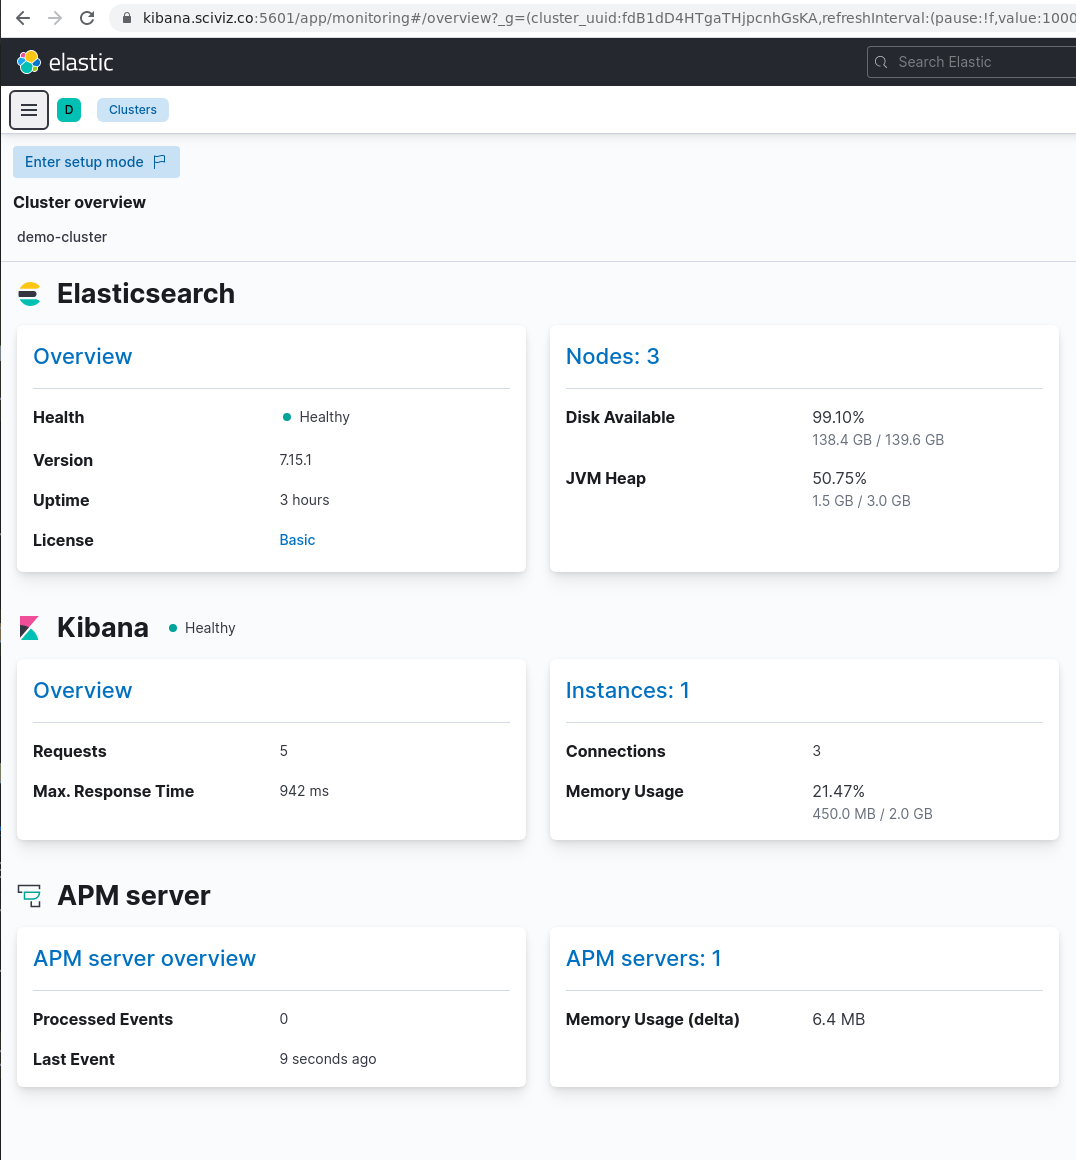 kibana.sciviz.co:5601/app/monitoring#/overview?_g=(cluster_uuid:fdB1dD4HTgaTHjpcnhGsKA,refreshInterval:(pause:!f,value:1000
elastic
Search Elastic
D
Clusters
Enter setup mode
Cluster overview
demo-cluster
Elasticsearch
Overview
Health
Healthy
Version
7.15.1
Uptime
3 hours
License
Basic
Nodes: 3
Disk Available
99.10%
138.4 GB / 139.6 GB
JVM Heap
50.75%
1.5 GB / 3.0 GB
Kibana
Healthy
Overview
Requests
5
Max. Response Time
942 ms
Instances: 1
Connections
3
Memory Usage
21.47%
450.0 MB / 2.0 GB
APM server
APM server overview
Processed Events
0
Last Event
9 seconds ago
APM servers: 1
Memory Usage (delta)
6.4 MB